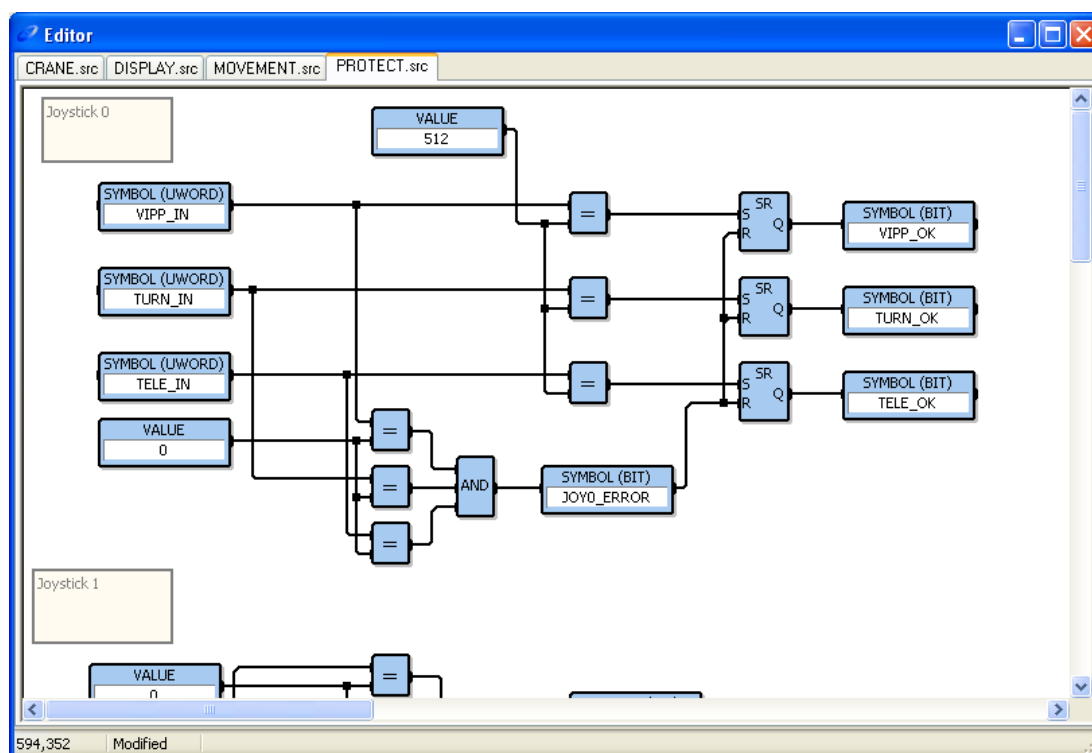 Editor
CRANE.src DISPLAY.src MOVEMENT.src PROTECT.src
Joystick 0
VALUE
512
SYMBOL (UWORD)
VIPP_IN
=
S SR
R Q
SYMBOL (BIT)
VIPP_OK
SYMBOL (UWORD)
TURN_IN
=
S SR
R Q
SYMBOL (BIT)
TURN_OK
SYMBOL (UWORD)
TELE_IN
=
S SR
R Q
SYMBOL (BIT)
TELE_OK
VALUE
0
=
=
=
AND
SYMBOL (BIT)
JOY0_ERROR
Joystick 1
VALUE
0
=
594,352 Modified